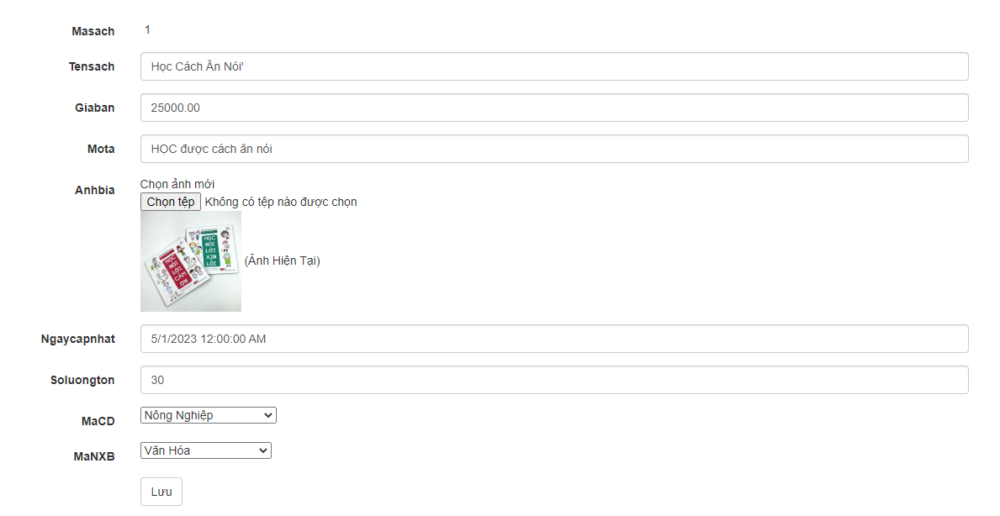 Masach 1
Tensach Học Cách Ăn Nói'
Giaban 25000.00
Mota HỌC được cách ăn nói
Anhbia Chọn ảnh mới
Chọn tệp Không có tệp nào được chọn
HỌC
NÓI
LỜI
XIN
LỖI
HỌC
NÓI
LỜI
CẢM
ƠN
(Ảnh Hiện Tại)
Ngaycapnhat 5/1/2023 12:00:00 AM
Soluongton 30
MaCD Nông Nghiệp
MaNXB Văn Hóa
Lưu